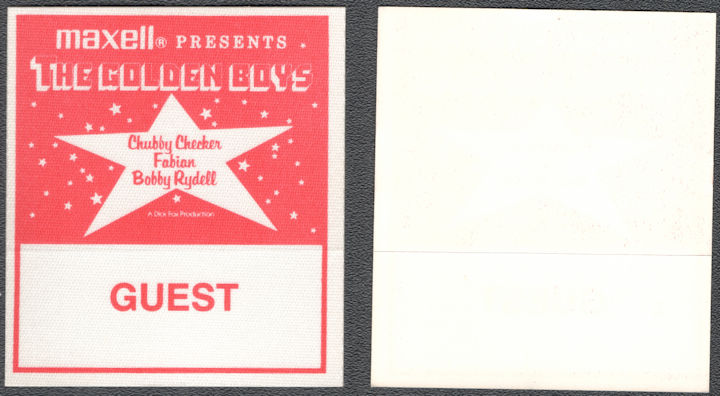 maxell® PRESENTS
THE GOLDEN BOYS
Chubby Checker
Fabian
Bobby Rydell
A Dick Fox Production
GUEST